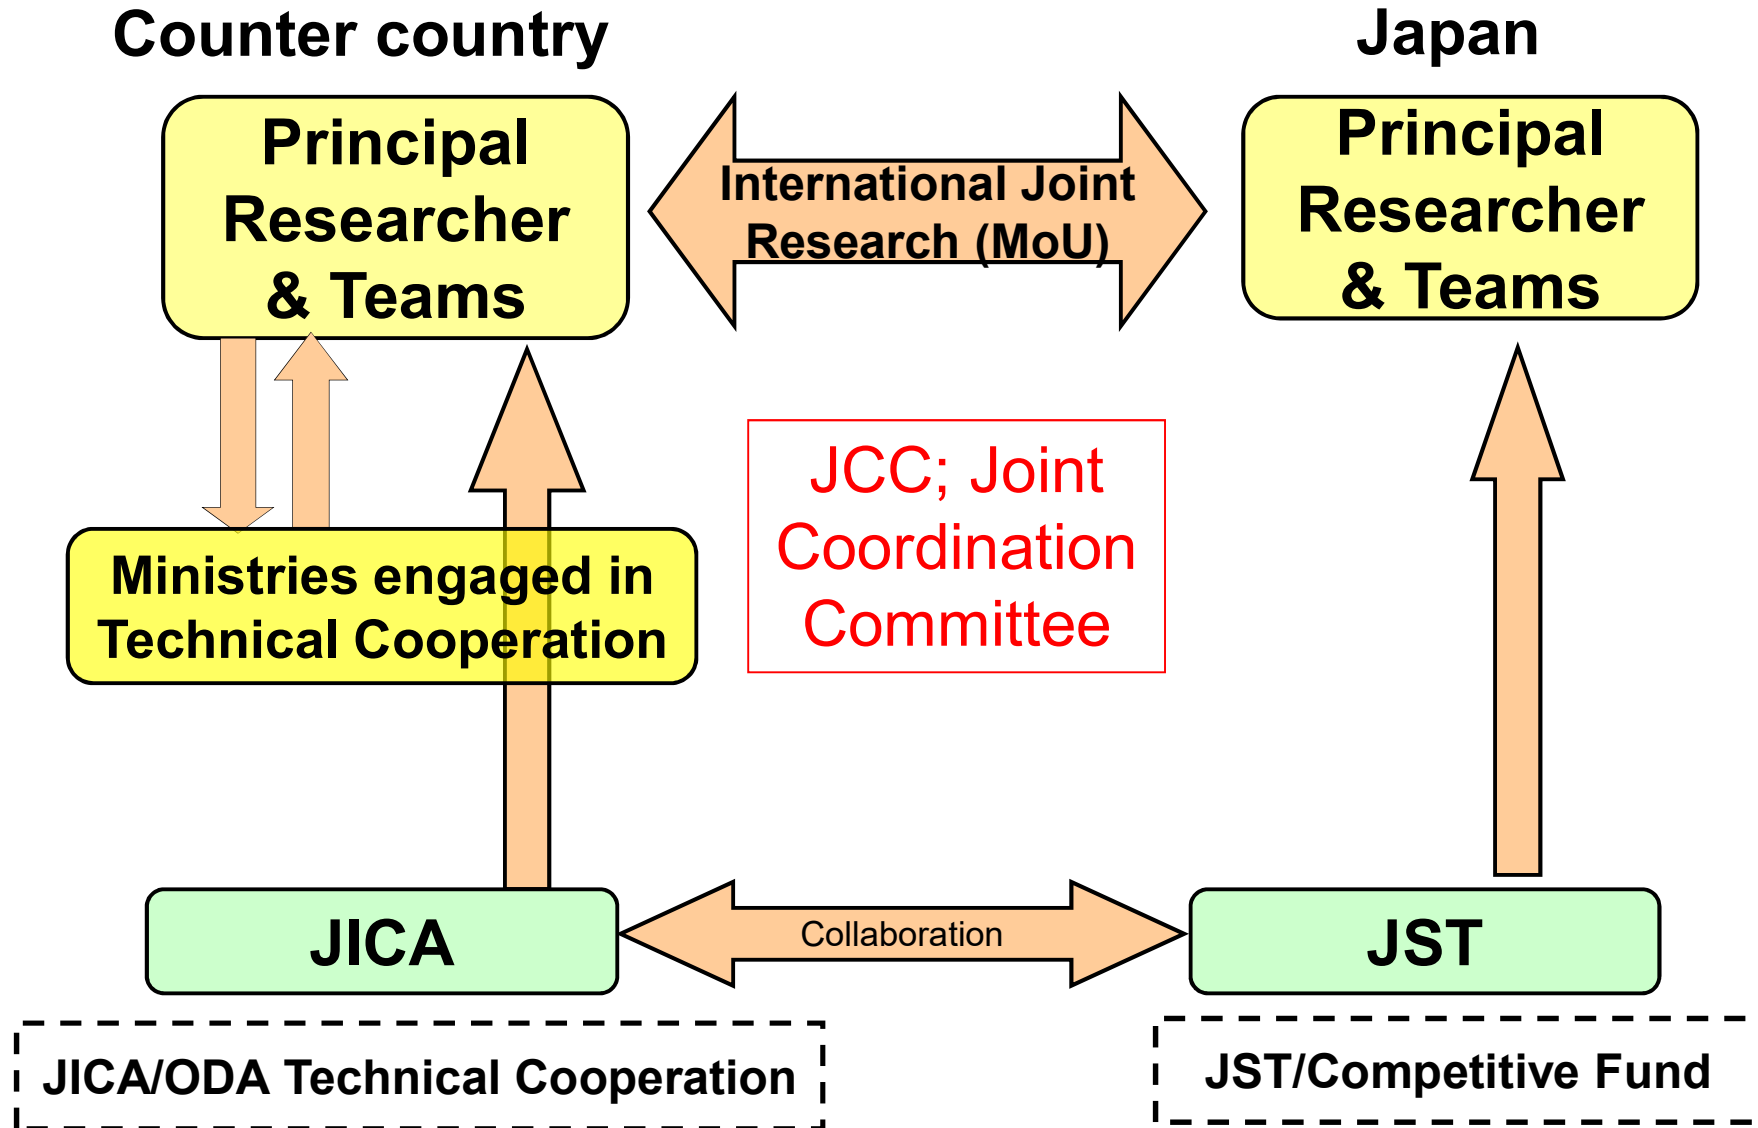 Counter country
Japan
Principal
Researcher
& Teams
International Joint
Research (MoU)
Principal
Researcher
& Teams
JCC; Joint
Coordination
Committee
Ministries engaged in
Technical Cooperation
JICA
Collaboration
JST
JICA/ODA Technical Cooperation
JST/Competitive Fund